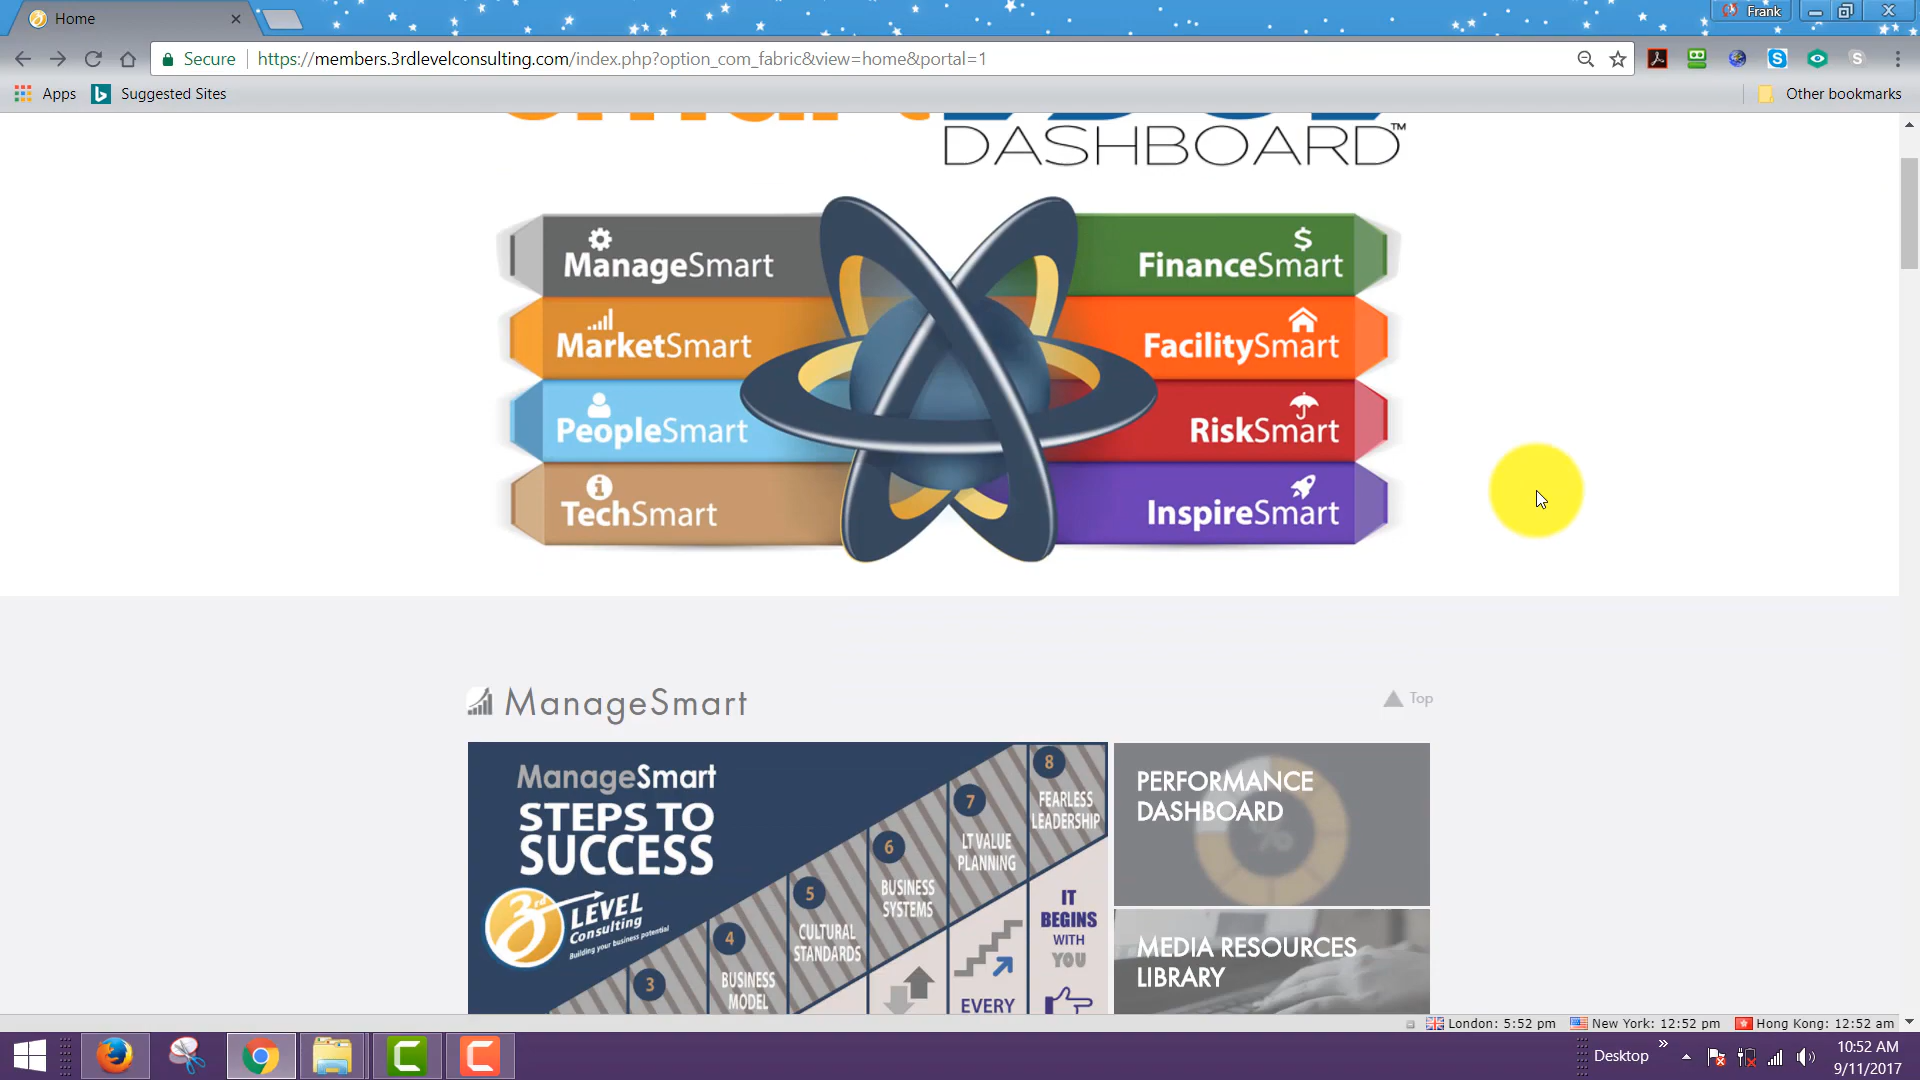 Home
Frank
Secure
https://members.3rdlevelconsulting.com/index.php?option_com_fabric&view=home&portal=1
Apps
Suggested Sites
Other bookmarks
DASHBOARD™
ManageSmart
FinanceSmart
MarketSmart
FacilitySmart
PeopleSmart
RiskSmart
TechSmart
InspireSmart
ManageSmart
Top
ManageSmart
STEPS TO
SUCCESS
3rd LEVEL
Consulting
Building your business potential
3
4
BUSINESS
MODEL
5
CULTURAL
STANDARDS
6
BUSINESS
SYSTEMS
7
LT VALUE
PLANNING
8
FEARLESS
LEADERSHIP
EVERY
IT
BEGINS
WITH
YOU
PERFORMANCE
DASHBOARD
%
MEDIA RESOURCES
LIBRARY
London: 5:52 pm
New York: 12:52 pm
Hong Kong: 12:52 am
Desktop
10:52 AM
9/11/2017